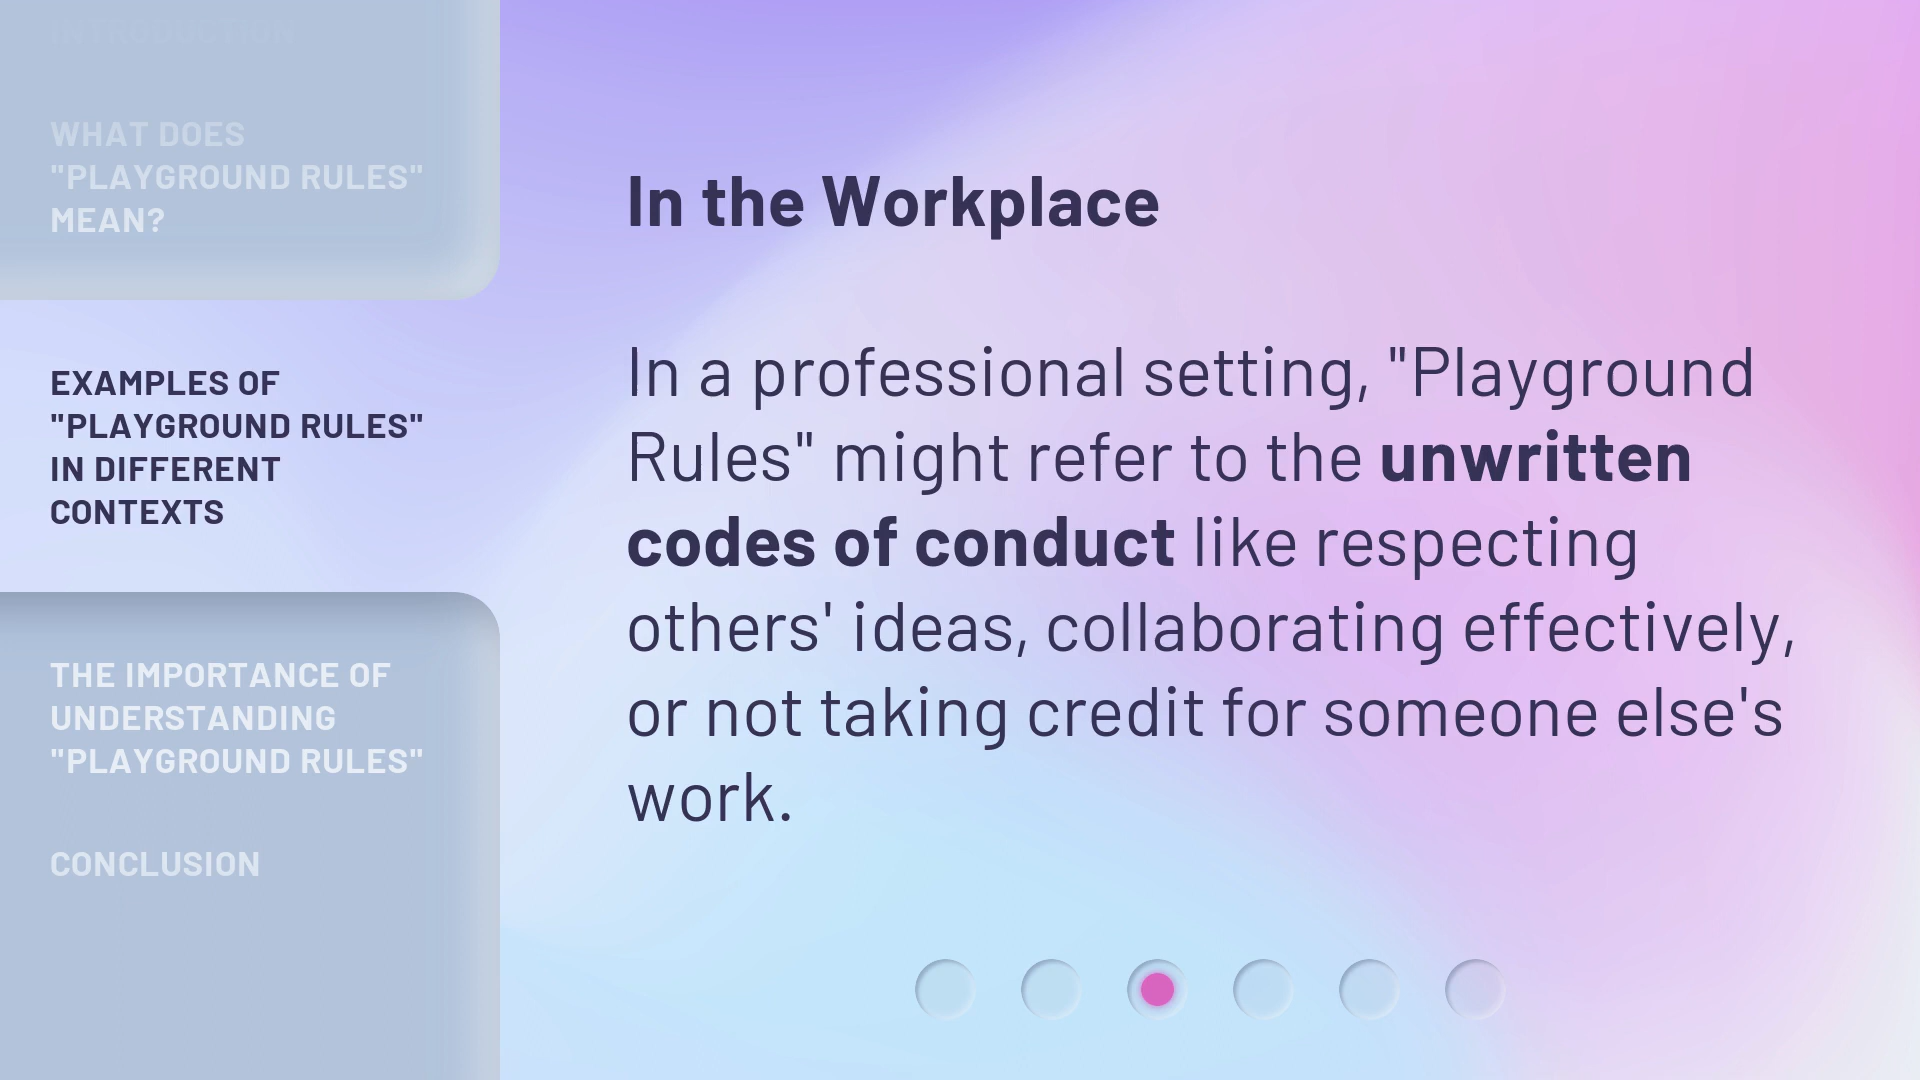 INTRODUCTION
WHAT DOES
"PLAYGROUND RULES"
MEAN?
EXAMPLES OF
"PLAYGROUND RULES"
IN DIFFERENT
CONTEXTS
THE IMPORTANCE OF
UNDERSTANDING
"PLAYGROUND RULES"
CONCLUSION
In the Workplace
In a professional setting, "Playground
Rules" might refer to the unwritten
codes of conduct like respecting
others' ideas, collaborating effectively,
or not taking credit for someone else's
work.